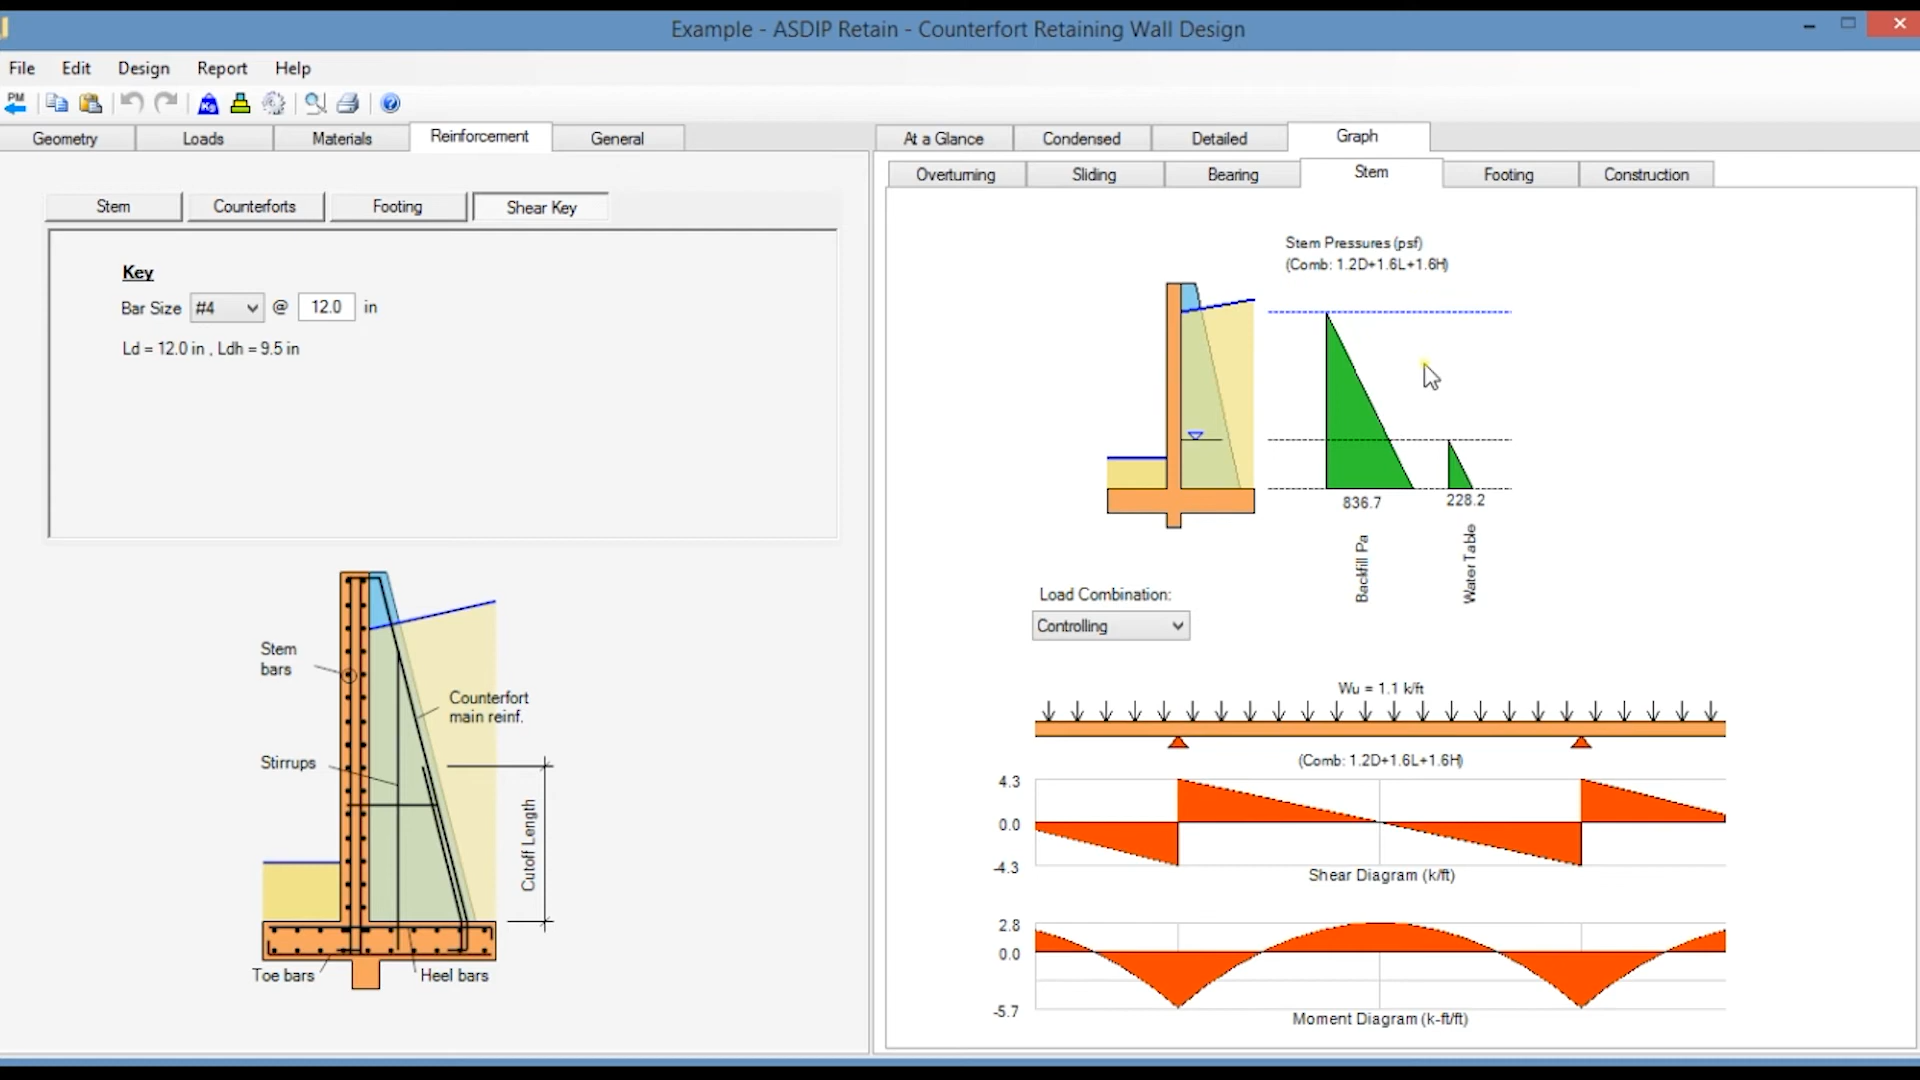 Example - ASDIP Retain - Counterfort Retaining Wall Design
File Edit Design Report Help
PM
Kp
Geometry Loads Materials Reinforcement General
At a Glance Condensed Detailed Graph
Overturning Sliding Bearing Stem Footing Construction
Stem Counterforts Footing Shear Key
Key
Bar Size #4 @ 12.0 in
Ld = 12.0 in , Ldh = 9.5 in
Stem
bars
Counterfort
main reinf.
Stirrups
Cutoff Length
Toe bars
Heel bars
Stem Pressures (psf)
(Comb: 1.2D+1.6L+1.6H)
836.7
228.2
Backfill Pa
Water Table
Load Combination:
Controlling
Wu = 1.1 k/ft
(Comb: 1.2D+1.6L+1.6H)
4.3
0.0
-4.3
Shear Diagram (k/ft)
2.8
0.0
-5.7
Moment Diagram (k-ft/ft)